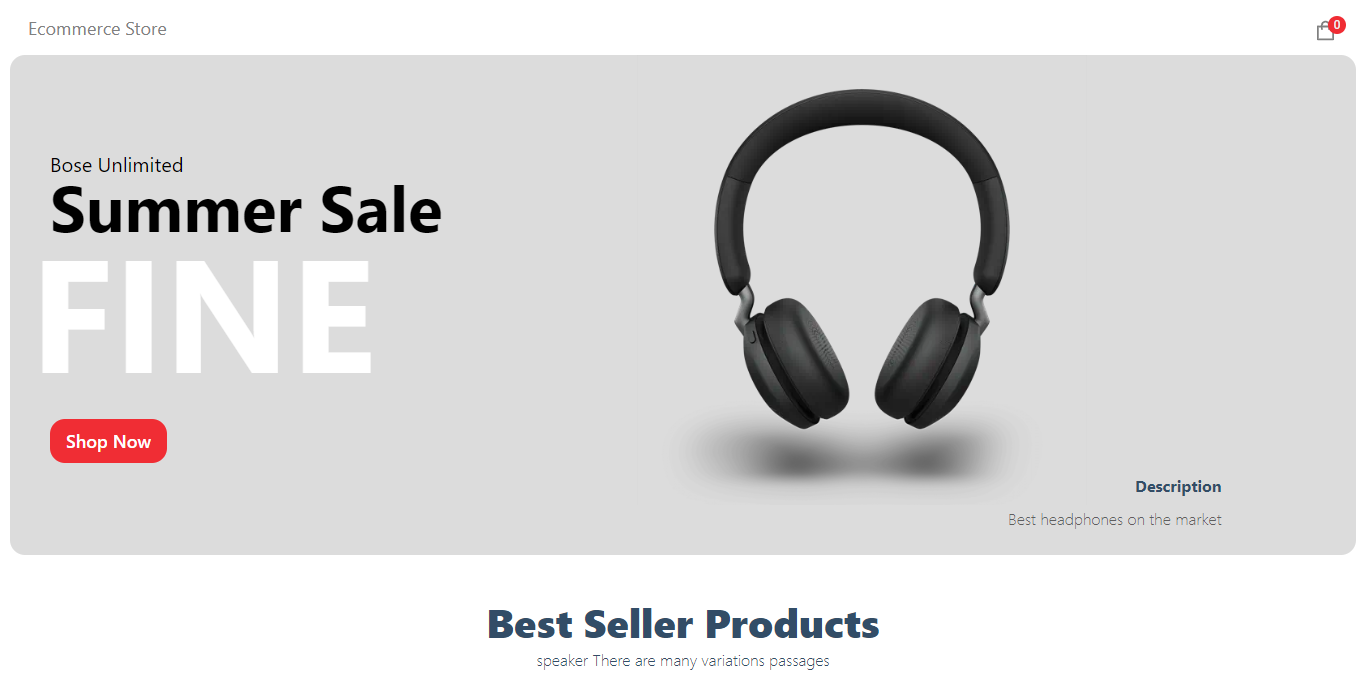 Ecommerce Store
0
Bose Unlimited
Summer Sale
FINE
Shop Now
Description
Best headphones on the market
Best Seller Products
speaker There are many variations passages